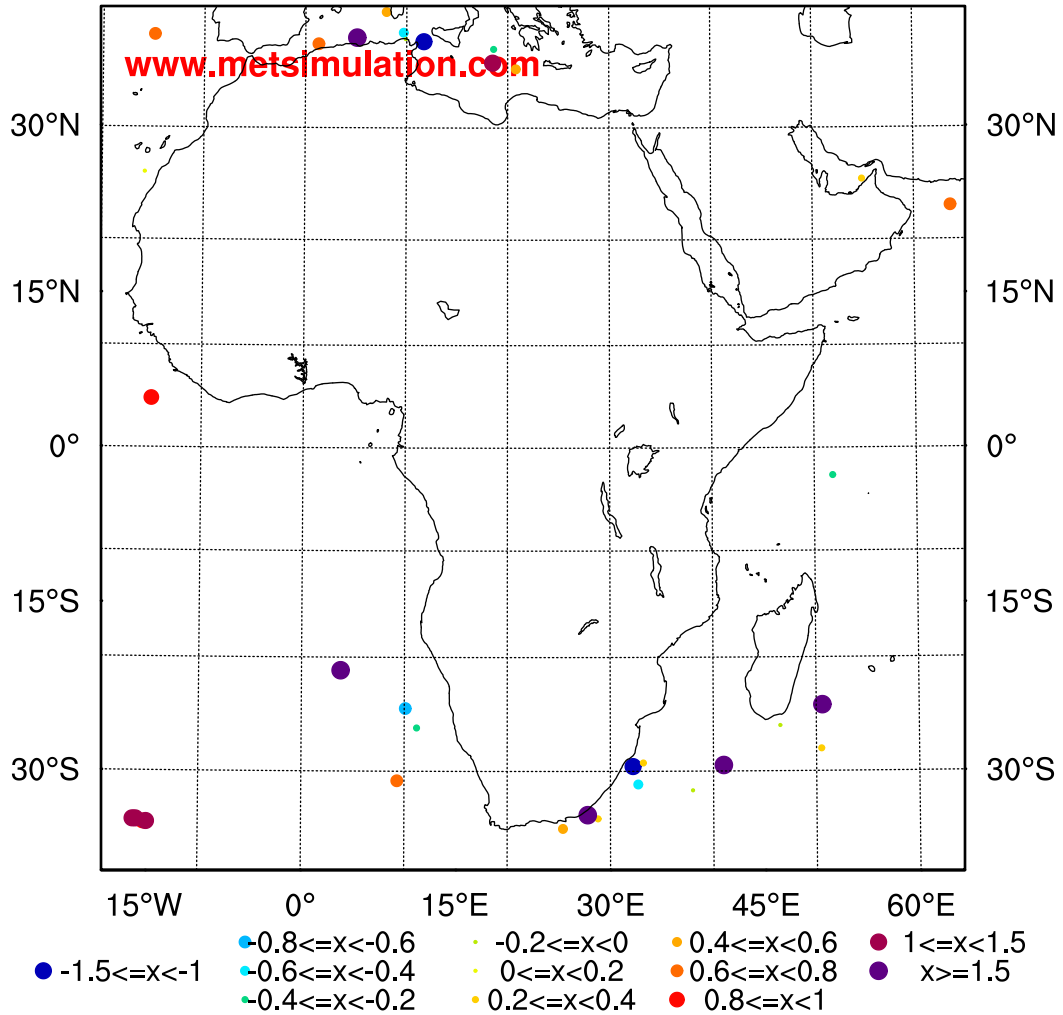 www.metsimulation.com
30°N 30°N
15°N 15°N
0° 0°
15°S 15°S
30°S 30°S
15°W 0° 15°E 30°E 45°E 60°E
-0.8<=x<-0.6 -0.2<=x<0 0.4<=x<0.6 1<=x<1.5
-1.5<=x<-1 -0.6<=x<-0.4 0<=x<0.2 0.6<=x<0.8 x>=1.5
-0.4<=x<-0.2 0.2<=x<0.4 0.8<=x<1